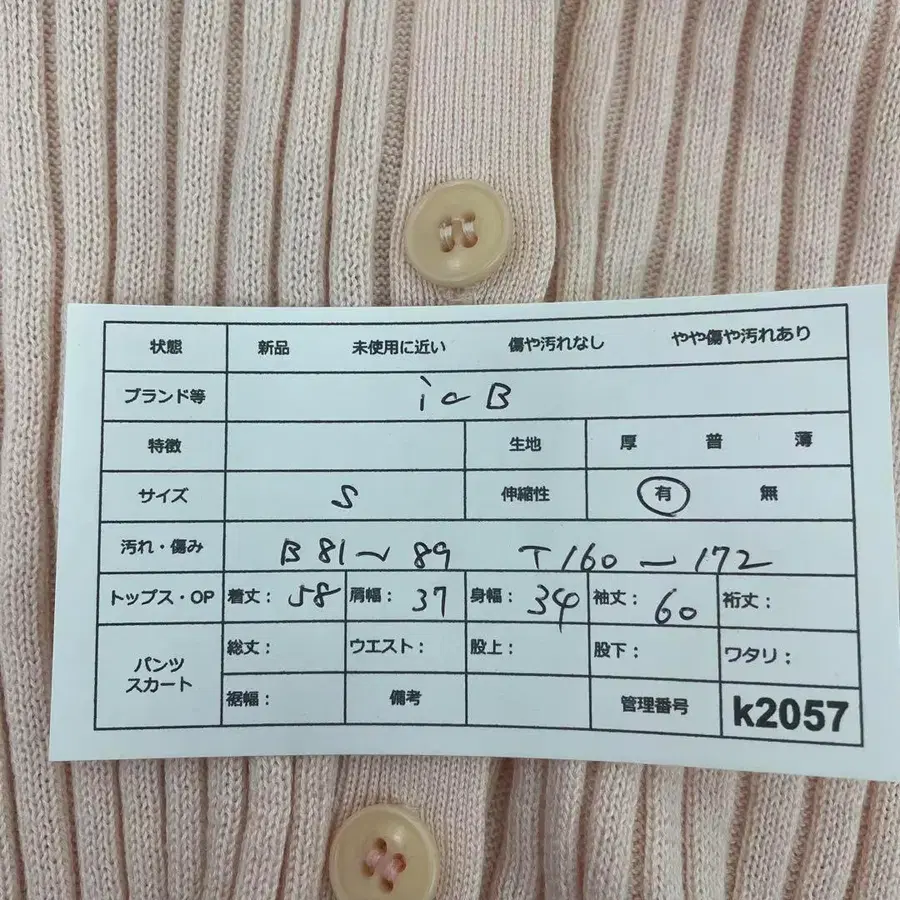 状態 新品 未使用に近い 傷や汚れなし やや傷や汚れあり
ブランド等 icB
特徴 生地 厚 普 薄
サイズ S 伸縮性 有 無
汚れ・傷み B 81~89 T 160~172
トップス・OP 着丈: 58 肩幅: 37 身幅: 34 袖丈: 60 裄丈:
パンツ スカート 総丈: ウエスト: 股上: 股下: ワタリ:
裾幅: 備考 管理番号 k2057